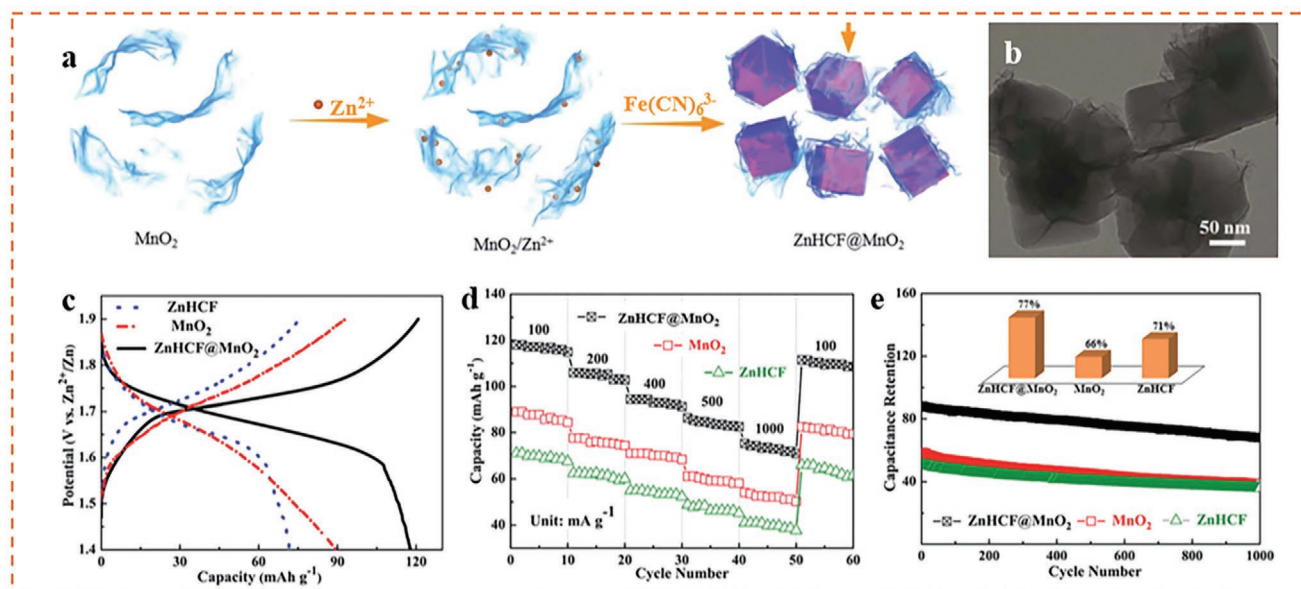 a
Zn²⁺
Fe(CN)₆³⁻
MnO₂
MnO₂/Zn²⁺
ZnHCF@MnO₂
b
50 nm
c
ZnHCF
MnO₂
ZnHCF@MnO₂
1.9
1.8
1.7
1.6
1.5
1.4
Potential (V vs. Zn²⁺/Zn)
0 30 60 90 120
Capacity (mAh g⁻¹)
d
140
120
100
80
60
40
Capacity (mAh g⁻¹)
ZnHCF@MnO₂
MnO₂
ZnHCF
100
200
400
500
1000
100
Unit: mA g⁻¹
0 10 20 30 40 50 60
Cycle Number
e
160
120
80
40
Capacitance Retention
77%
66%
71%
ZnHCF@MnO₂ MnO₂ ZnHCF
ZnHCF@MnO₂ MnO₂ ZnHCF
0 200 400 600 800 1000
Cycle Number